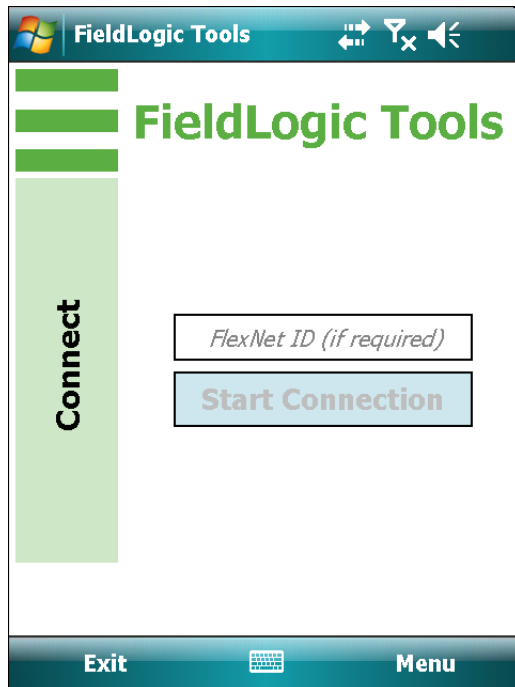 FieldLogic Tools
FieldLogic Tools
Connect
FlexNet ID (if required)
Start Connection
Exit
Menu